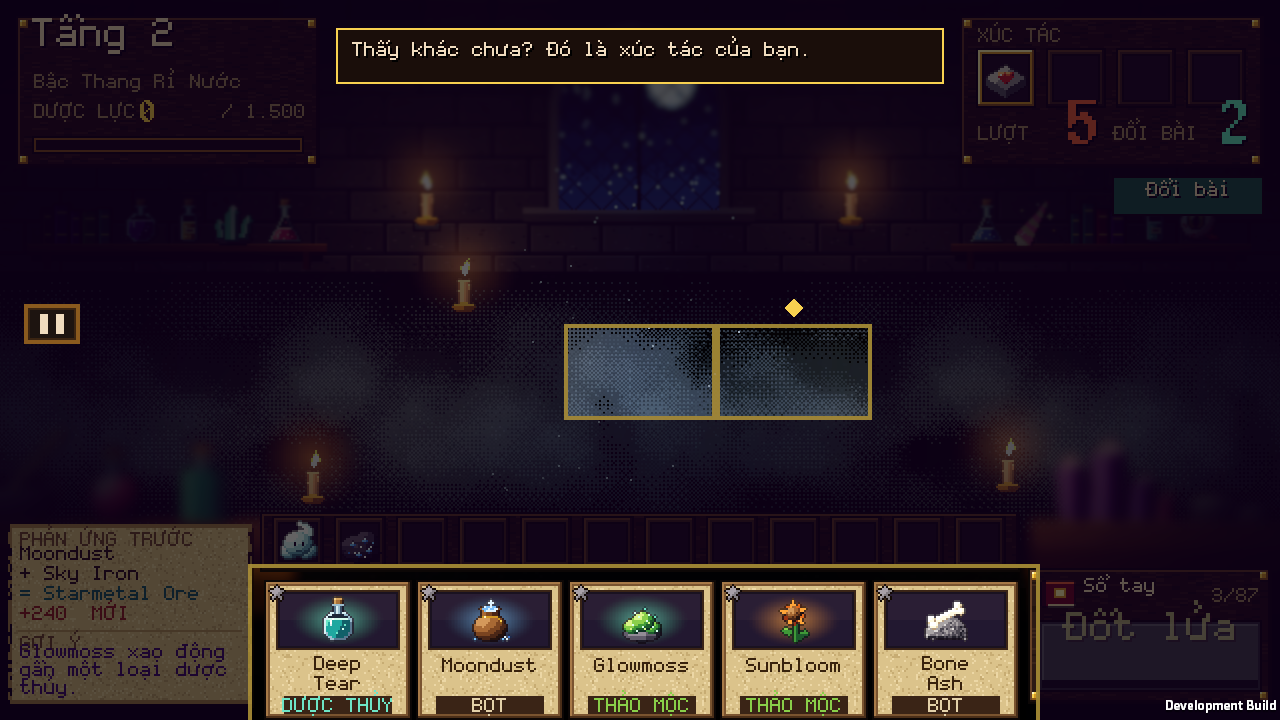 Tầng 2
Bậc Thang Rỉ Nước
DƯỢC LỰC 0 / 1.500
Thấy khác chưa? Đó là xúc tác của bạn.
XÚC TÁC
LƯỢT 5 ĐỔI BÀI 2
Đổi bài
PHẢN ỨNG TRƯỚC
Moondust
+ Sky Iron
= Starmetal Ore
+240 MỚI
GỢI Ý
Glowmoss xao động
gần một loại dược
thủy.
Deep
Tear
DƯỢC THỦY
Moondust
BỘT
Glowmoss
THẢO MỘC
Sunbloom
THẢO MỘC
Bone
Ash
BỘT
Sổ tay
3/87
Đốt lửa
Development Build